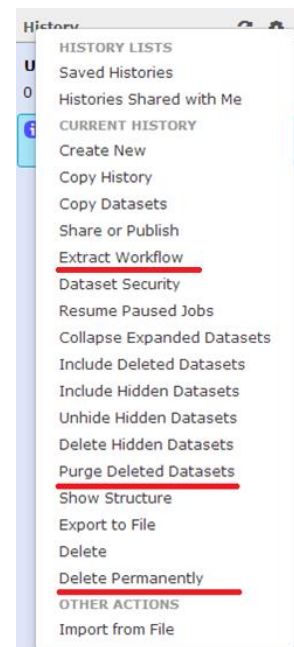 History
HISTORY LISTS
Saved Histories
Histories Shared with Me
CURRENT HISTORY
Create New
Copy History
Copy Datasets
Share or Publish
Extract Workflow
Dataset Security
Resume Paused Jobs
Collapse Expanded Datasets
Include Deleted Datasets
Include Hidden Datasets
Unhide Hidden Datasets
Delete Hidden Datasets
Purge Deleted Datasets
Show Structure
Export to File
Delete
Delete Permanently
OTHER ACTIONS
Import from File